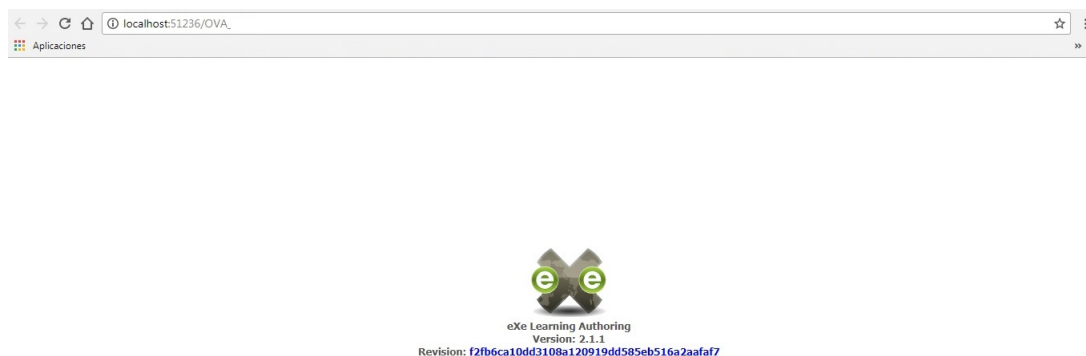 localhost:51236/OVA_
Aplicaciones
»
e e
eXe Learning Authoring
Version: 2.1.1
Revision: f2fb6ca10dd3108a120919dd585eb516a2aafaf7